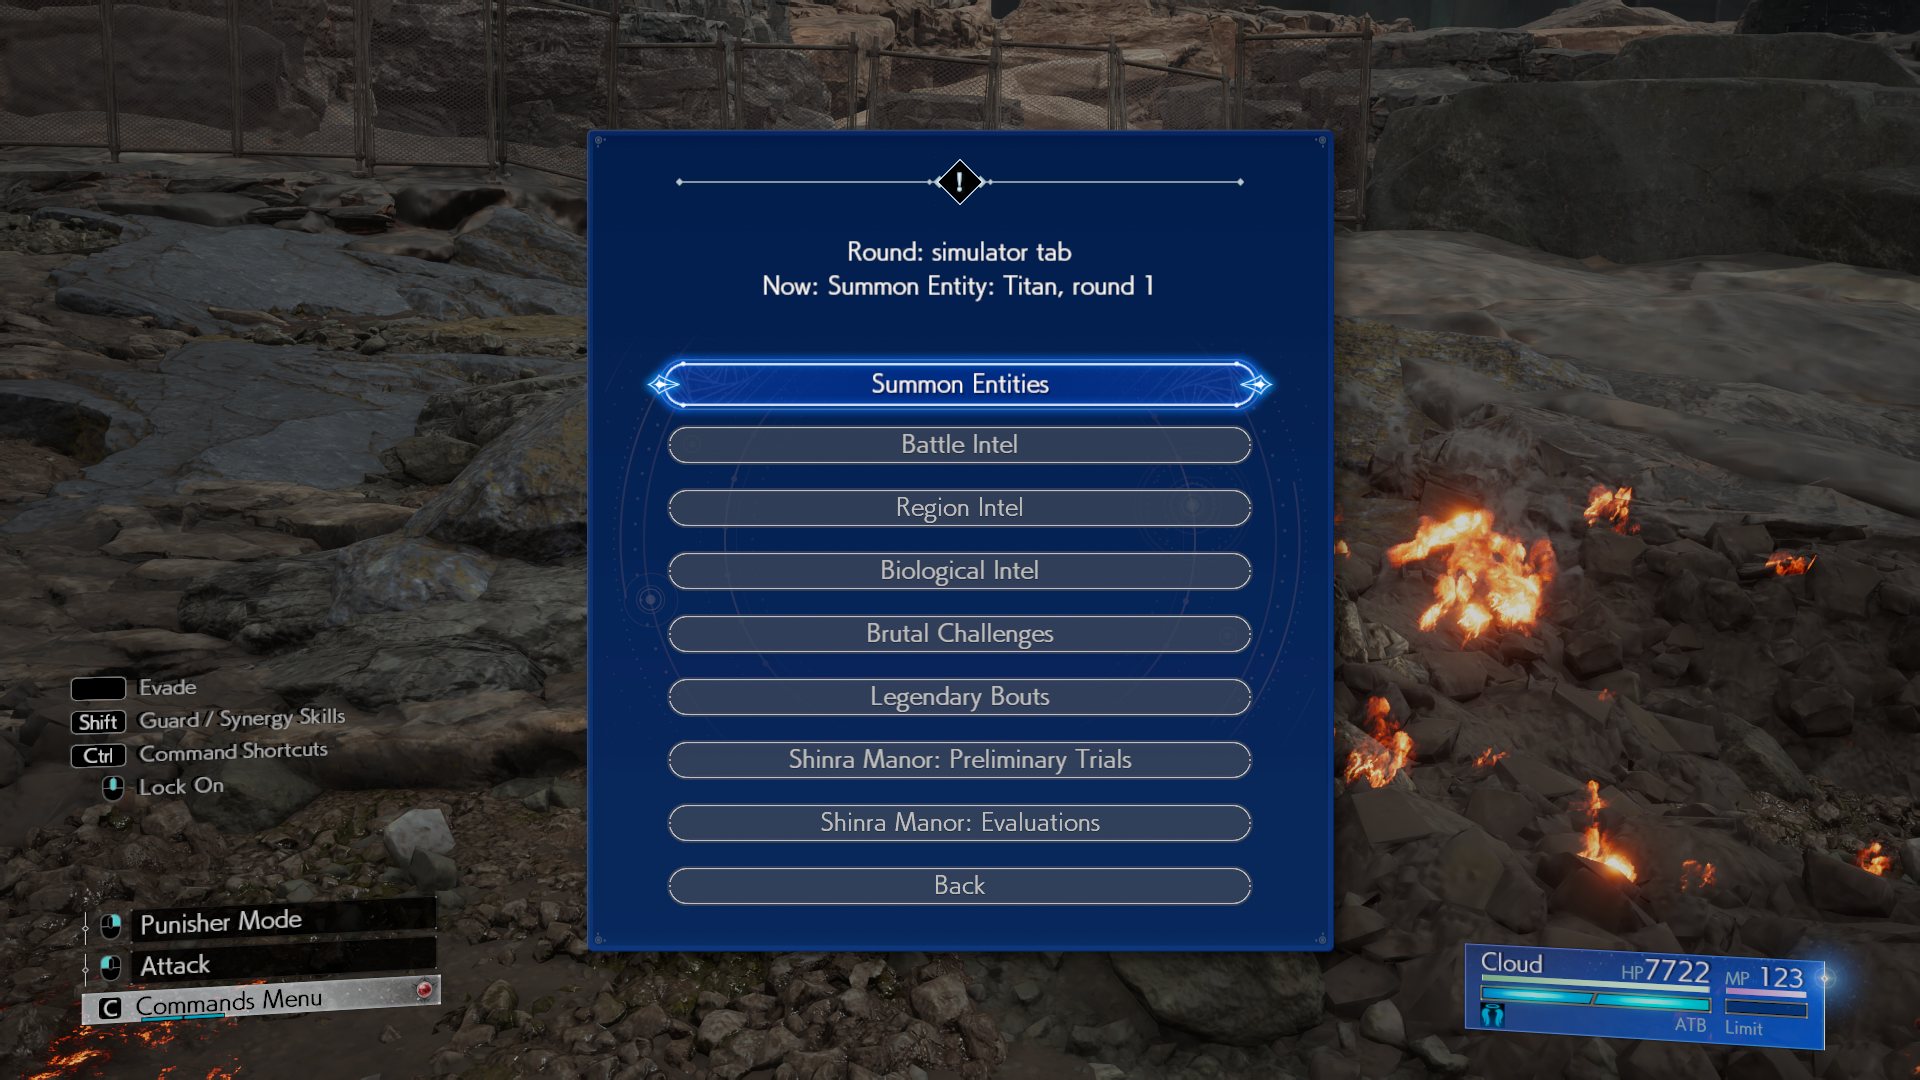 !
Round: simulator tab
Now: Summon Entity: Titan, round 1
Summon Entities
Battle Intel
Region Intel
Biological Intel
Brutal Challenges
Legendary Bouts
Shinra Manor: Preliminary Trials
Shinra Manor: Evaluations
Back
Evade
Shift Guard / Synergy Skills
Ctrl Command Shortcuts
Lock On
Punisher Mode
Attack
C Commands Menu
Cloud HP 7722 MP 123
ATB Limit